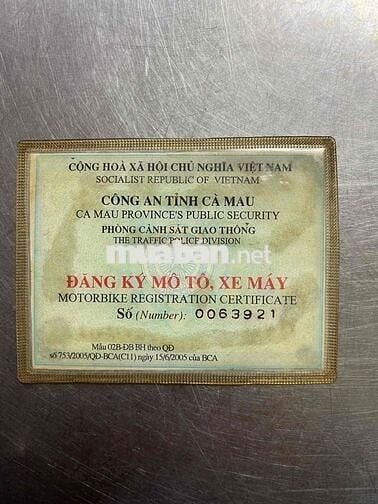 CỘNG HOÀ XÃ HỘI CHỦ NGHĨA VIỆT NAM
SOCIALIST REPUBLIC OF VIETNAM
CÔNG AN TỈNH CÀ MAU
CA MAU PROVINCE'S PUBLIC SECURITY
PHÒNG CẢNH SÁT GIAO THÔNG
THE TRAFFIC POLICE DIVISION
muaban.net
ĐĂNG KÝ MÔ TÔ, XE MÁY
MOTORBIKE REGISTRATION CERTIFICATE
Số (Number): 0063921
Mẫu 02B-ĐB BH theo QĐ
số 753/2005/QĐ-BCA(C11) ngày 15/6/2005 của BCA